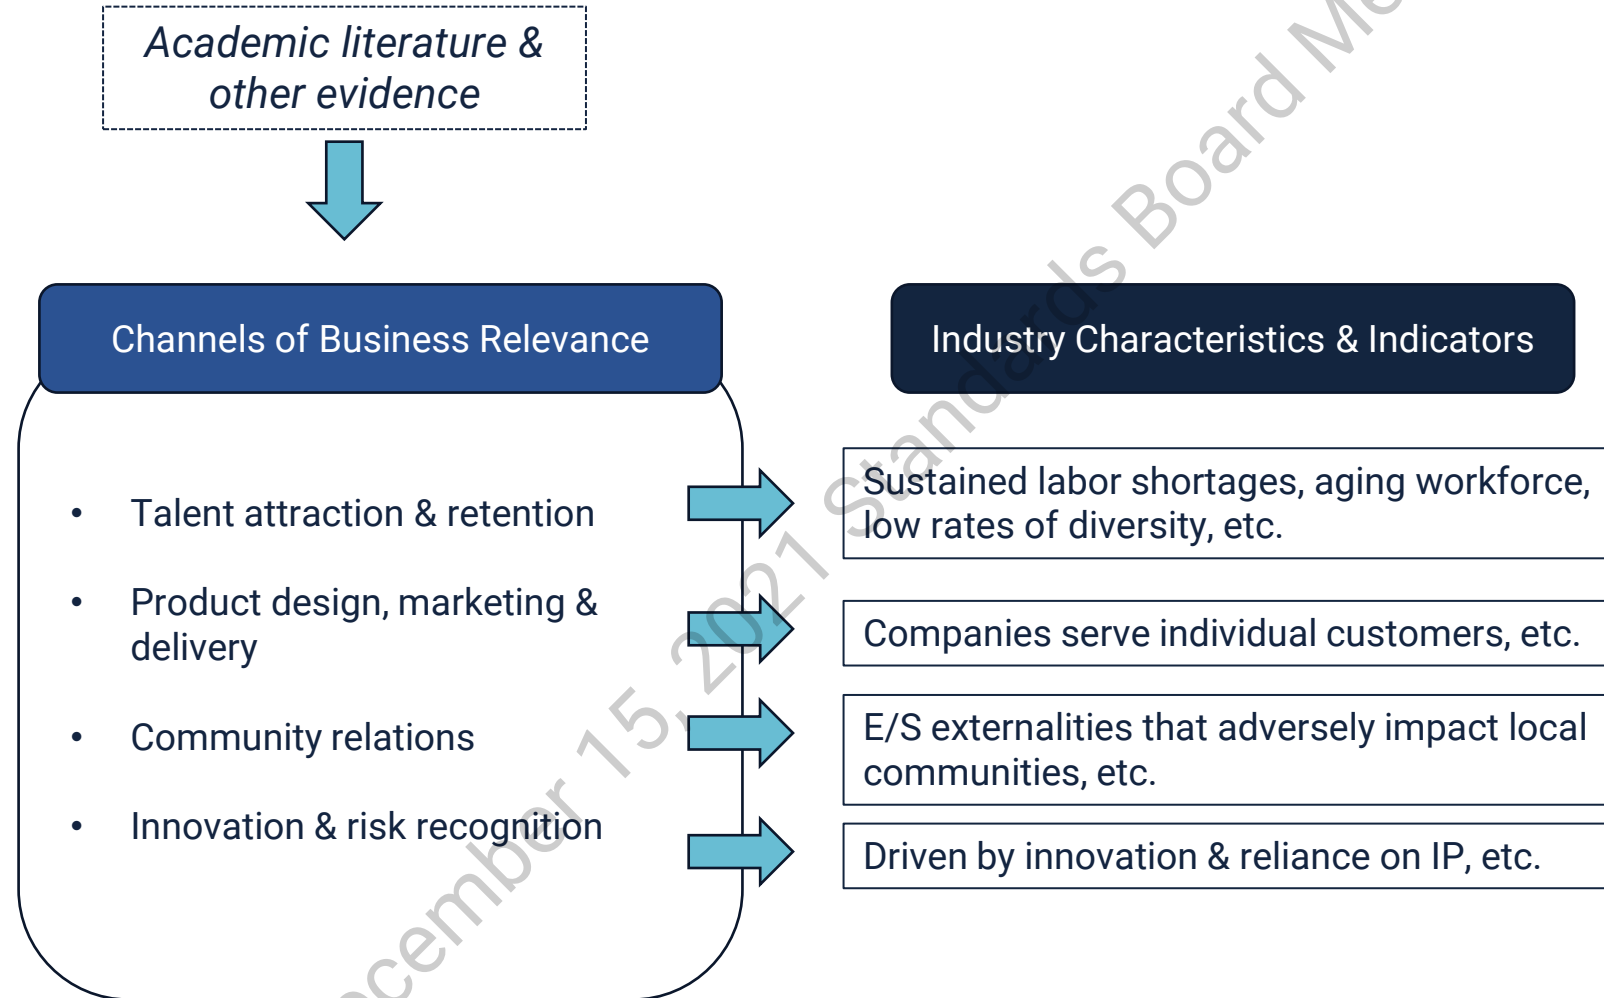 Academic literature &
other evidence
Channels of Business Relevance
Industry Characteristics & Indicators
• Talent attraction & retention
Sustained labor shortages, aging workforce,
low rates of diversity, etc.
• Product design, marketing &
delivery
Companies serve individual customers, etc.
• Community relations
E/S externalities that adversely impact local
communities, etc.
• Innovation & risk recognition
Driven by innovation & reliance on IP, etc.
15, 2021 Standards Board